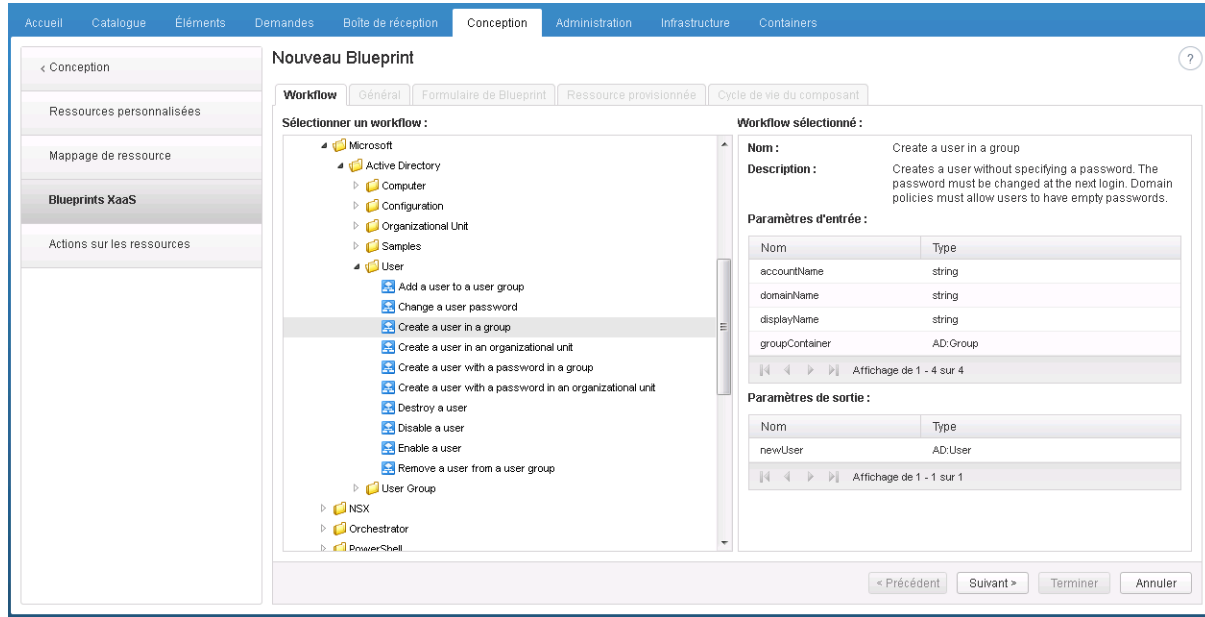 Accueil Catalogue Éléments Demandes Boîte de réception Conception Administration Infrastructure Containers
< Conception
Ressources personnalisées
Mappage de ressource
Blueprints XaaS
Actions sur les ressources
Nouveau Blueprint
?
Workflow Général Formulaire de Blueprint Ressource provisionnée Cycle de vie du composant
Sélectionner un workflow :
Microsoft
Active Directory
Computer
Configuration
Organizational Unit
Samples
User
Add a user to a user group
Change a user password
Create a user in a group
Create a user in an organizational unit
Create a user with a password in a group
Create a user with a password in an organizational unit
Destroy a user
Disable a user
Enable a user
Remove a user from a user group
User Group
NSX
Orchestrator
PowerShell
Workflow sélectionné :
Nom : Create a user in a group
Description : Creates a user without specifying a password. The
password must be changed at the next login. Domain
policies must allow users to have empty passwords.
Paramètres d'entrée :
Nom Type
accountName string
domainName string
displayName string
groupContainer AD:Group
Affichage de 1 - 4 sur 4
Paramètres de sortie :
Nom Type
newUser AD:User
Affichage de 1 - 1 sur 1
< Précédent Suivant > Terminer Annuler